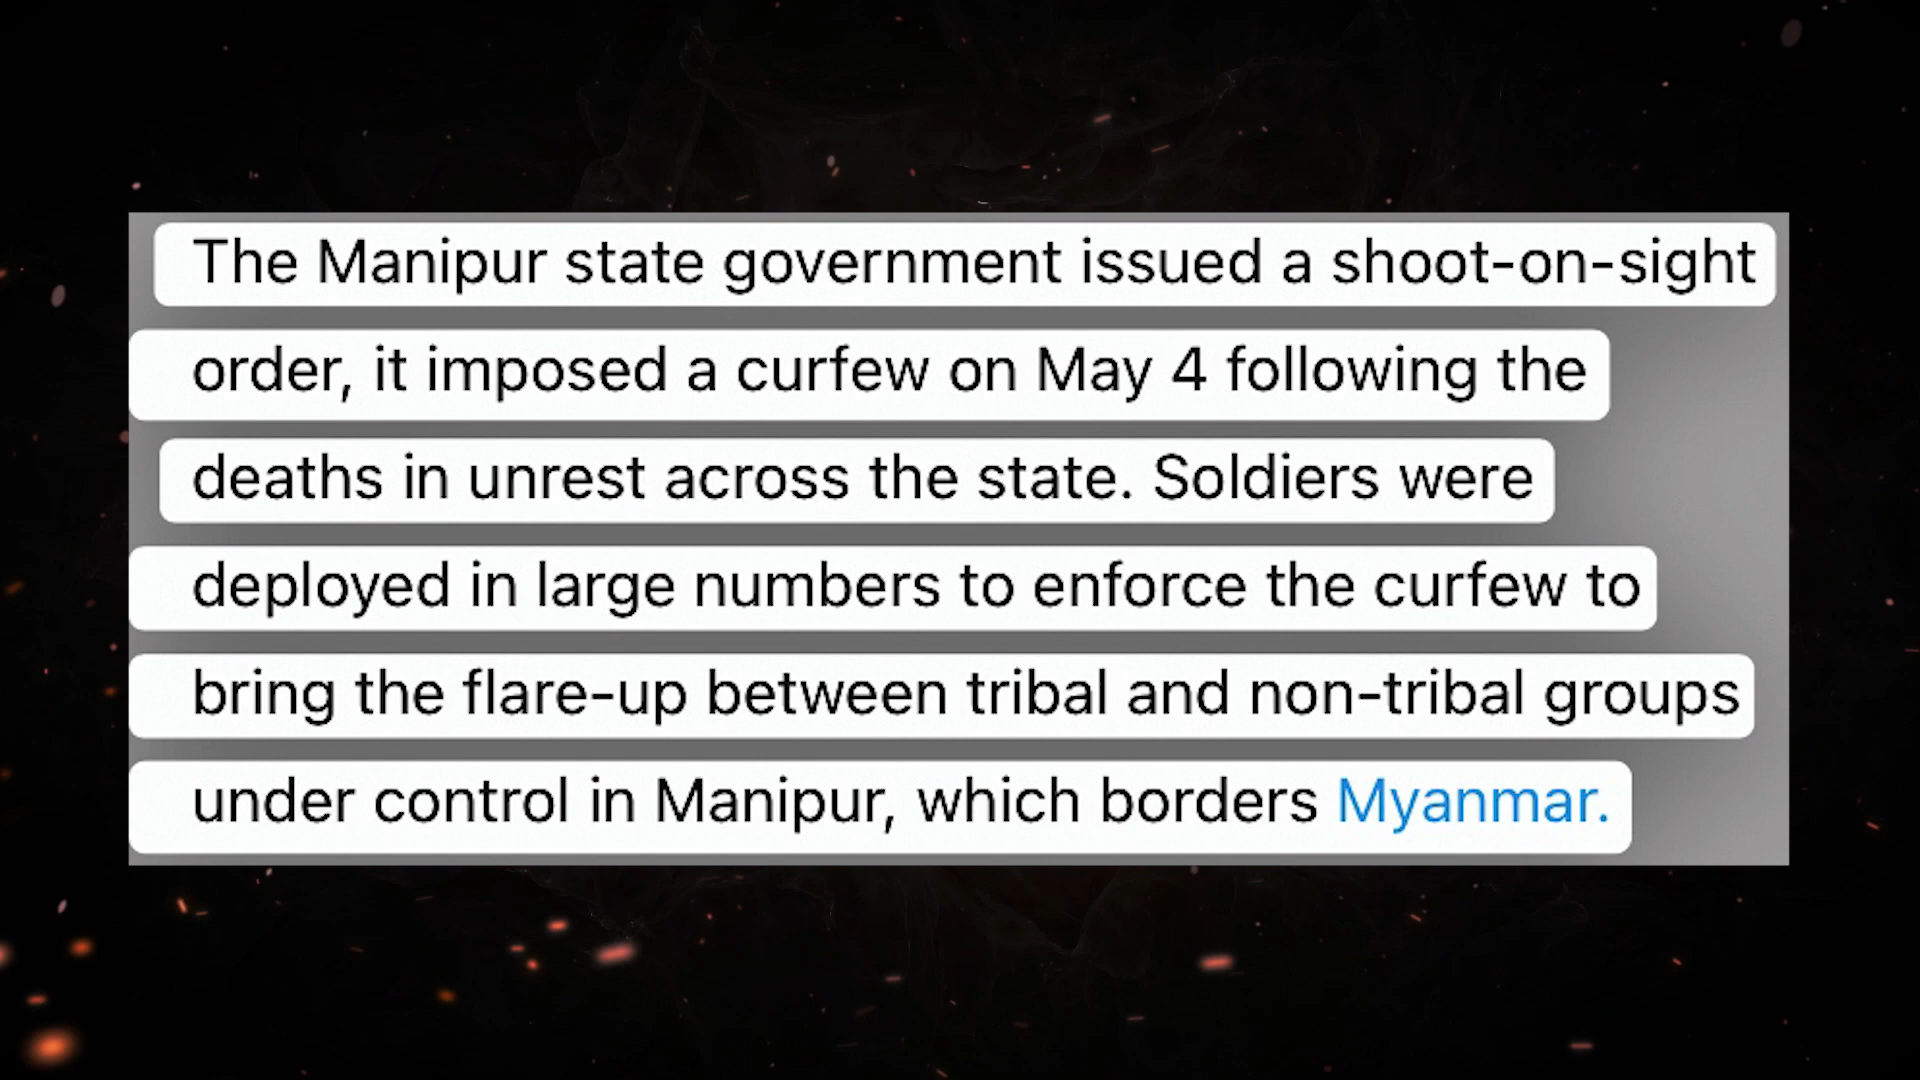 The Manipur state government issued a shoot-on-sight
order, it imposed a curfew on May 4 following the
deaths in unrest across the state. Soldiers were
deployed in large numbers to enforce the curfew to
bring the flare-up between tribal and non-tribal groups
under control in Manipur, which borders Myanmar.